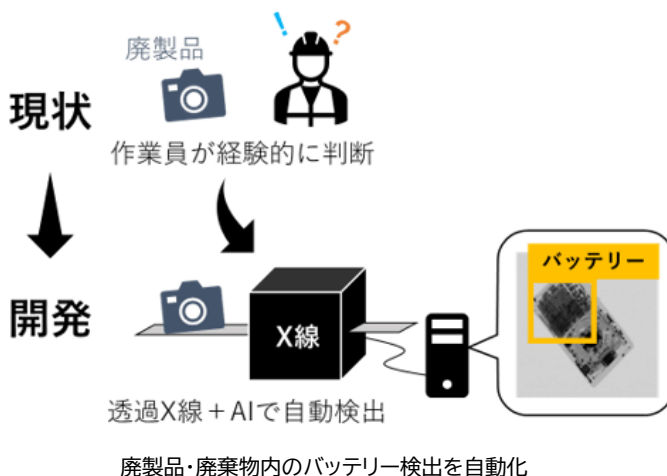 ! ?
廃製品
現状
作業員が経験的に判断
バッテリー
開発
X線
透過X線+AIで自動検出
廃製品・廃棄物内のバッテリー検出を自動化